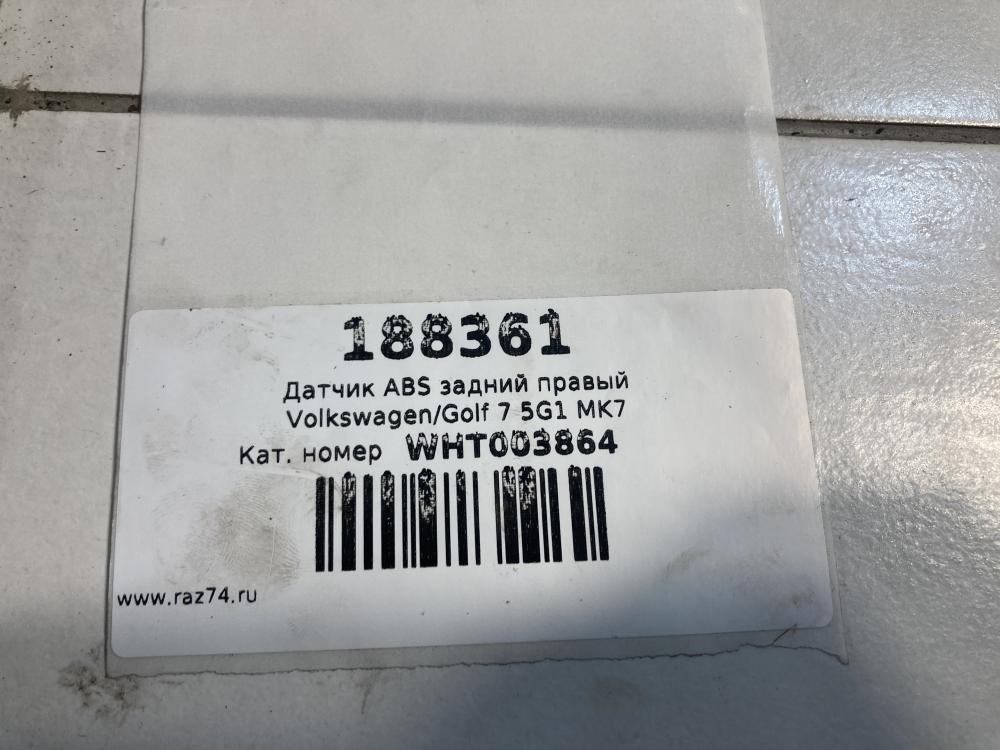 188361
Датчик ABS задний правый
Volkswagen/Golf 7 5G1 MK7
Кат. номер WHT003864
www.raz74.ru